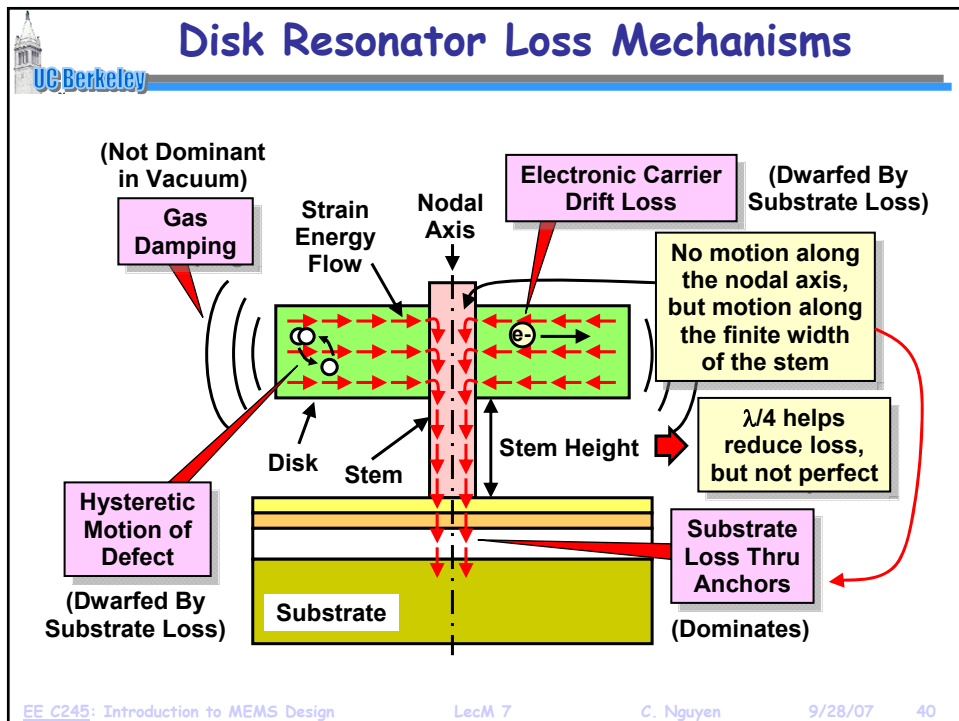 Disk Resonator Loss Mechanisms
UC Berkeley
(Not Dominant
in Vacuum)
Gas
Damping
Strain
Energy
Flow
Nodal
Axis
Electronic Carrier
Drift Loss
(Dwarfed By
Substrate Loss)
No motion along
the nodal axis,
but motion along
the finite width
of the stem
e-
λ/4 helps
reduce loss,
but not perfect
Stem Height
Disk
Stem
Hysteretic
Motion of
Defect
(Dwarfed By
Substrate Loss)
Substrate
Loss Thru
Anchors
(Dominates)
Substrate
EE C245: Introduction to MEMS Design LecM 7 C. Nguyen 9/28/07 40